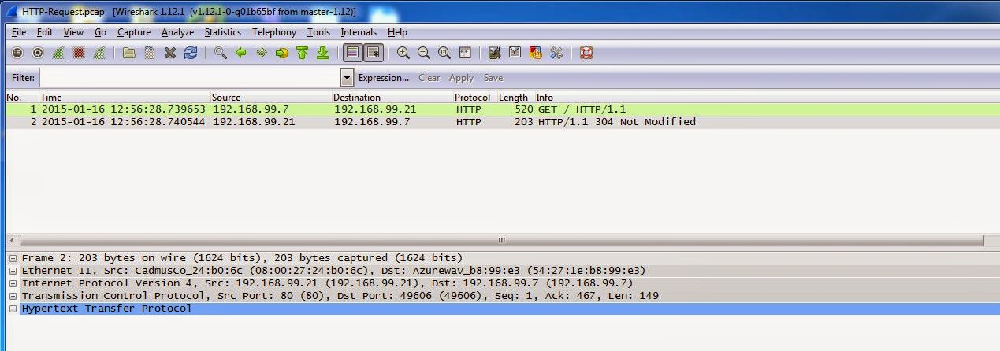 HTTP-Request.pcap [Wireshark 1.12.1 (v1.12.1-0-g01b65bf from master-1.12)]
File Edit View Go Capture Analyze Statistics Telephony Tools Internals Help
Filter: Expression... Clear Apply Save
No. Time Source Destination Protocol Length Info
1 2015-01-16 12:56:28.739653 192.168.99.7 192.168.99.21 HTTP 520 GET / HTTP/1.1
2 2015-01-16 12:56:28.740544 192.168.99.21 192.168.99.7 HTTP 203 HTTP/1.1 304 Not Modified
Frame 2: 203 bytes on wire (1624 bits), 203 bytes captured (1624 bits)
Ethernet II, Src: CadmusCo_24:b0:6c (08:00:27:24:b0:6c), Dst: Azurewav_b8:99:e3 (54:27:1e:b8:99:e3)
Internet Protocol Version 4, Src: 192.168.99.21 (192.168.99.21), Dst: 192.168.99.7 (192.168.99.7)
Transmission Control Protocol, Src Port: 80 (80), Dst Port: 49606 (49606), Seq: 1, Ack: 467, Len: 149
Hypertext Transfer Protocol